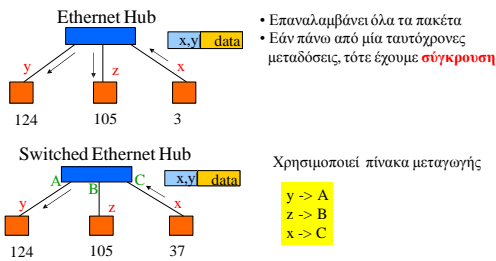 Ethernet Hub
x,y data
y
z
x
124
105
3
• Επαναλαμβάνει όλα τα πακέτα
• Εάν πάνω από μία ταυτόχρονες
μεταδόσεις, τότε έχουμε σύγκρουση
Switched Ethernet Hub
A
B
C
x,y data
y
z
x
124
105
37
Χρησιμοποιεί πίνακα μεταγωγής
y -> A
z -> B
x -> C